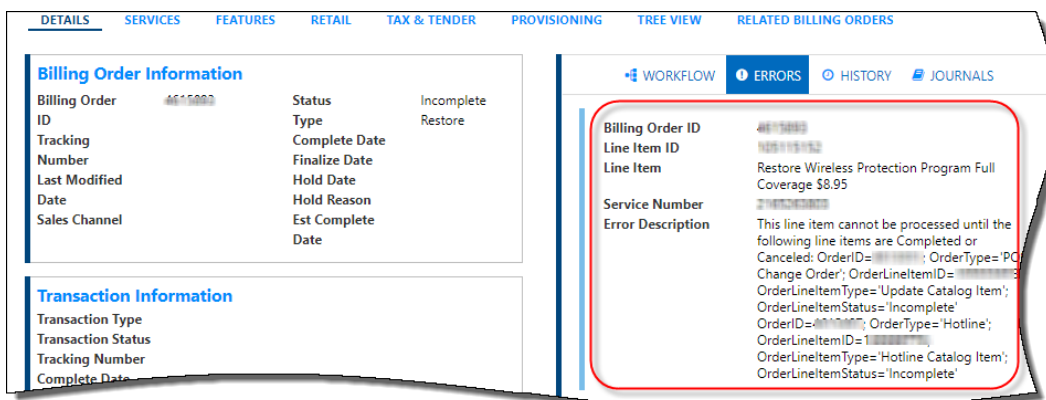 DETAILS SERVICES FEATURES RETAIL TAX & TENDER PROVISIONING TREE VIEW RELATED BILLING ORDERS
Billing Order Information
Billing Order ID
Status Incomplete
Type Restore
Tracking Number
Complete Date
Finalize Date
Last Modified Date
Hold Date
Hold Reason
Sales Channel
Est Complete Date
Transaction Information
Transaction Type
Transaction Status
Tracking Number
Complete Date
WORKFLOW ERRORS HISTORY JOURNALS
Billing Order ID
Line Item ID
Line Item Restore Wireless Protection Program Full
Coverage $8.95
Service Number
Error Description This line item cannot be processed until the
following line items are Completed or
Canceled: OrderID= ; OrderType='PO
Change Order'; OrderLineItemID=
OrderLineItemType='Update Catalog Item';
OrderLineItemStatus='Incomplete'
OrderID= ; OrderType='Hotline';
OrderLineItemID=1
OrderLineItemType='Hotline Catalog Item';
OrderLineItemStatus='Incomplete'